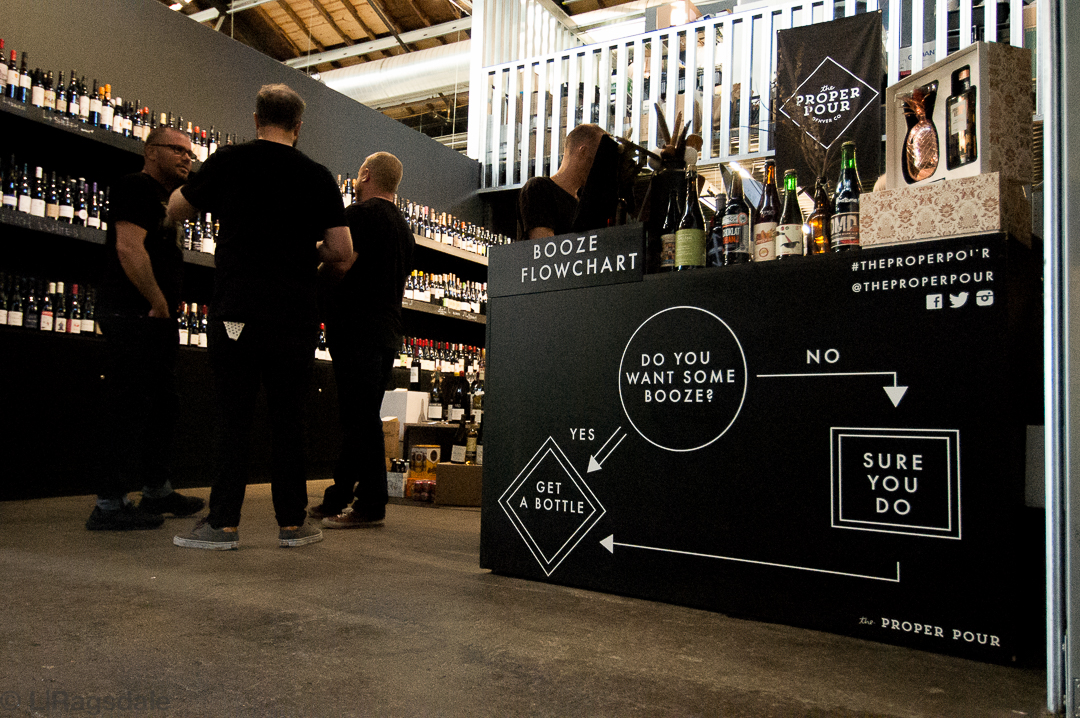 the
PROPER
POUR
DENVER CO
BOOZE
FLOWCHART
#THEPROPERPOUR
@THEPROPERPOUR
DO YOU
WANT SOME
BOOZE?
NO
YES
GET
A BOTTLE
SURE
YOU
DO
the PROPER POUR
© JJRagsdale